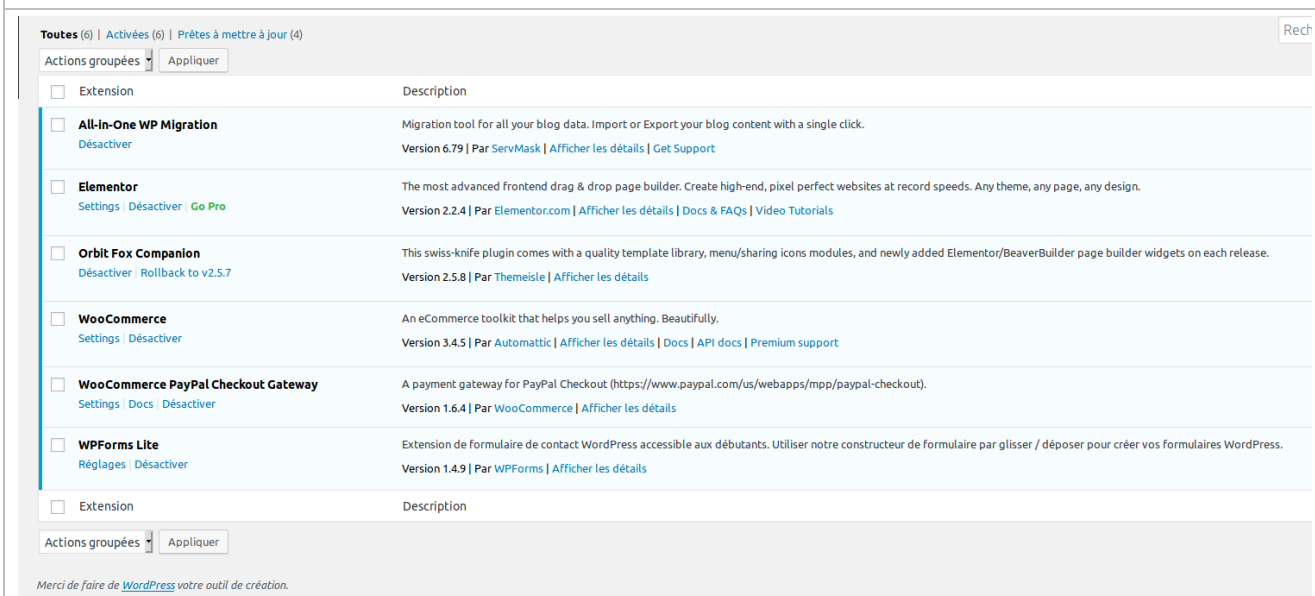 Toutes (6) | Activées (6) | Prêtes à mettre à jour (4)
Rech
Actions groupées Appliquer
Extension Description
All-in-One WP Migration Migration tool for all your blog data. Import or Export your blog content with a single click.
Désactiver Version 6.79 | Par ServMask | Afficher les détails | Get Support
Elementor The most advanced frontend drag & drop page builder. Create high-end, pixel perfect websites at record speeds. Any theme, any page, any design.
Settings | Désactiver | Go Pro Version 2.2.4 | Par Elementor.com | Afficher les détails | Docs & FAQs | Video Tutorials
Orbit Fox Companion This swiss-knife plugin comes with a quality template library, menu/sharing icons modules, and newly added Elementor/BeaverBuilder page builder widgets on each release.
Désactiver | Rollback to v2.5.7 Version 2.5.8 | Par Themeisle | Afficher les détails
WooCommerce An eCommerce toolkit that helps you sell anything. Beautifully.
Settings | Désactiver Version 3.4.5 | Par Automattic | Afficher les détails | Docs | API docs | Premium support
WooCommerce PayPal Checkout Gateway A payment gateway for PayPal Checkout (https://www.paypal.com/us/webapps/mpp/paypal-checkout).
Settings | Docs | Désactiver Version 1.6.4 | Par WooCommerce | Afficher les détails
WPForms Lite Extension de formulaire de contact WordPress accessible aux débutants. Utiliser notre constructeur de formulaire par glisser / déposer pour créer vos formulaires WordPress.
Réglages | Désactiver Version 1.4.9 | Par WPForms | Afficher les détails
Extension Description
Actions groupées Appliquer
Merci de faire de WordPress votre outil de création.